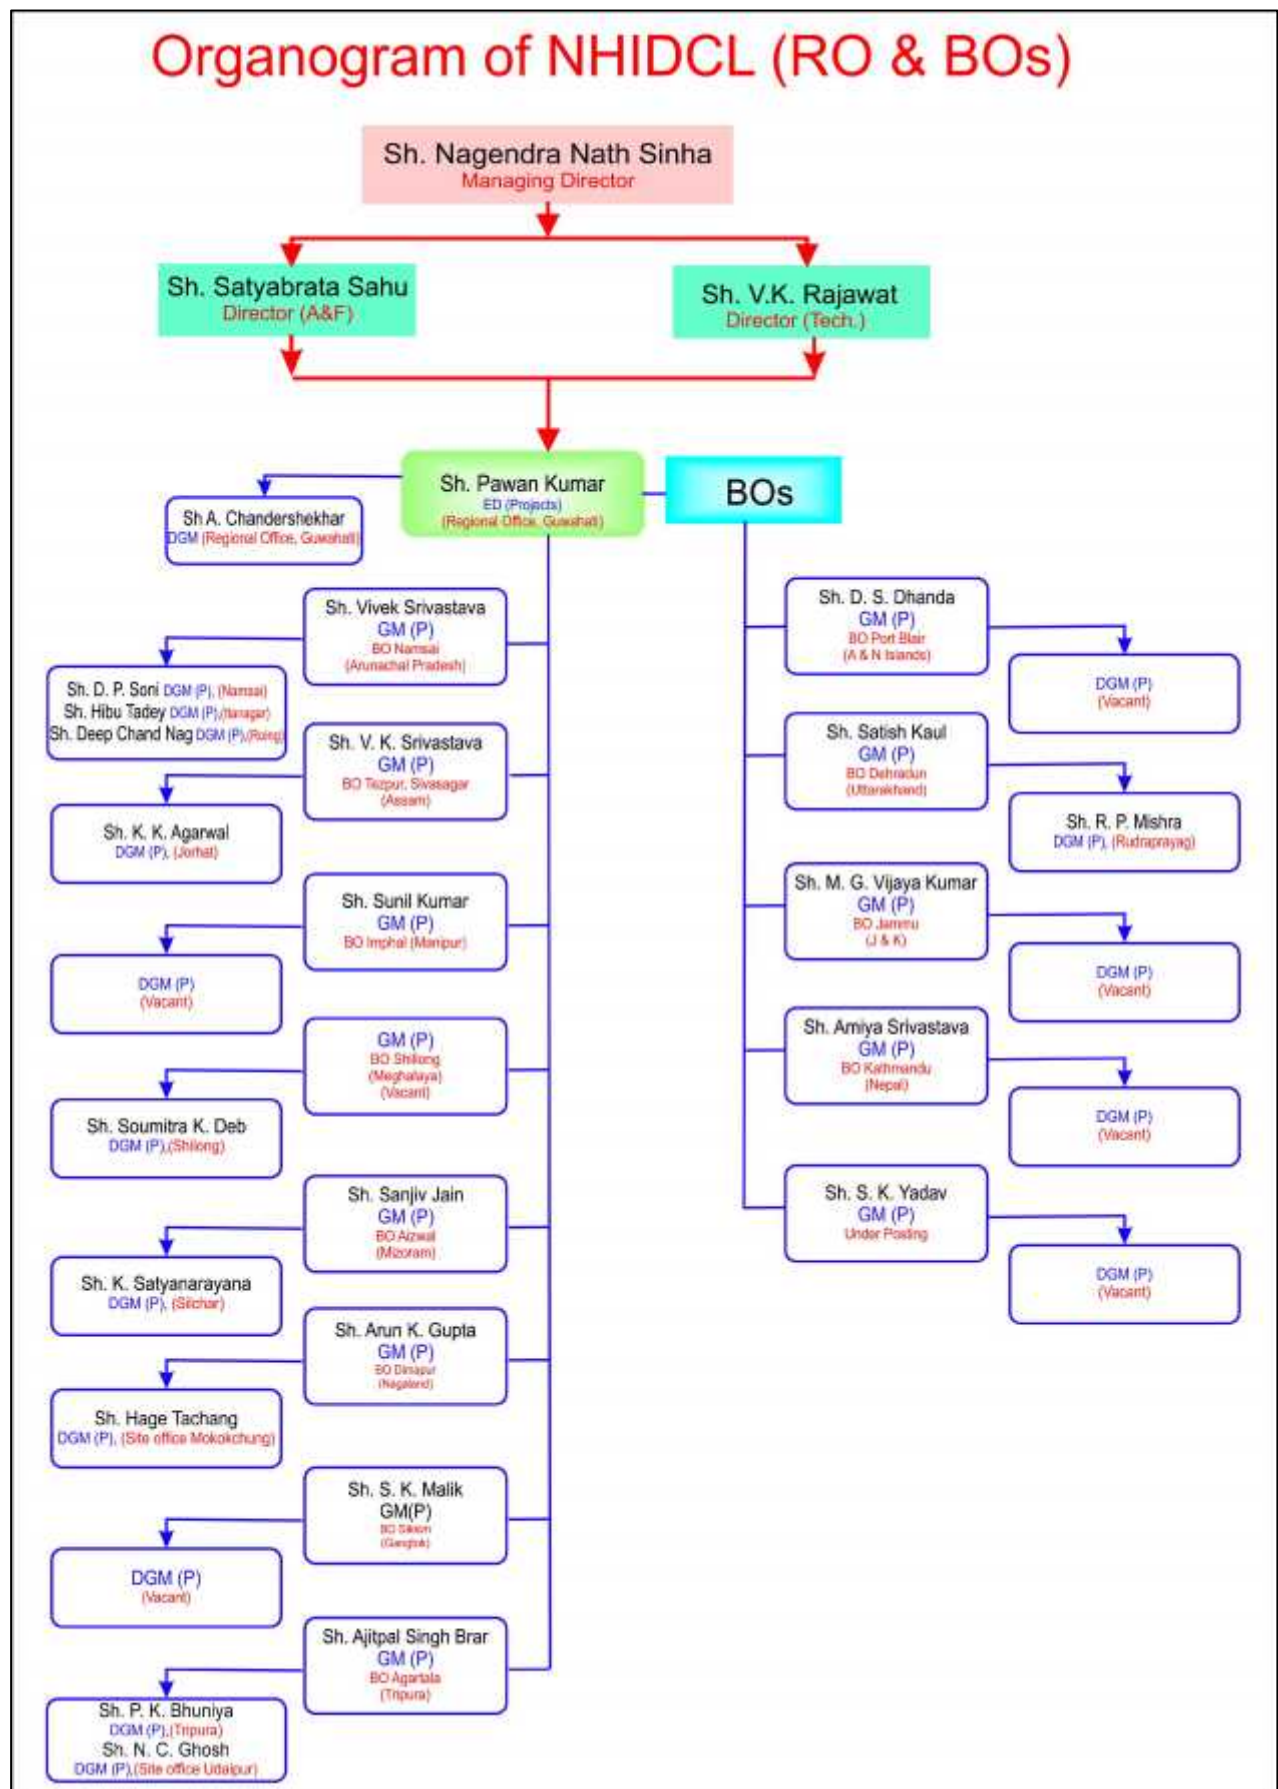 Organogram of NHIDCL (RO & BOs)
Sh. Nagendra Nath Sinha
Managing Director
Sh. Satyabrata Sahu
Director (A&F)
Sh. V.K. Rajawat
Director (Tech.)
Sh. Pawan Kumar
ED (Projects)
(Regional Office, Guwahati)
BOs
Sh A. Chandershekhar
DGM (Regional Office, Guwahati)
Sh. Vivek Srivastava
GM (P)
BO Namsai
(Arunachal Pradesh)
Sh. D. P. Soni DGM (P), (Namsai)
Sh. Hibu Tadey DGM (P),(Itanagar)
Sh. Deep Chand Nag DGM (P),(Roing)
Sh. V. K. Srivastava
GM (P)
BO Tezpur, Sivasagar
(Assam)
Sh. K. K. Agarwal
DGM (P), (Jorhat)
Sh. Sunil Kumar
GM (P)
BO Imphal (Manipur)
DGM (P)
(Vacant)
GM (P)
BO Shillong
(Meghalaya)
(Vacant)
Sh. Soumitra K. Deb
DGM (P),(Shilong)
Sh. Sanjiv Jain
GM (P)
BO Aizwal
(Mizoram)
Sh. K. Satyanarayana
DGM (P), (Silchar)
Sh. Arun K. Gupta
GM (P)
BO Dimapur
(Nagaland)
Sh. Hage Tachang
DGM (P), (Site office Mokokchung)
Sh. S. K. Malik
GM(P)
BO Sikkim
(Gangtok)
DGM (P)
(Vacant)
Sh. Ajitpal Singh Brar
GM (P)
BO Agartala
(Tripura)
Sh. P. K. Bhuniya
DGM (P),(Tripura)
Sh. N. C. Ghosh
DGM (P),(Site office Udaipur)
Sh. D. S. Dhanda
GM (P)
BO Port Blair
(A & N Islands)
DGM (P)
(Vacant)
Sh. Satish Kaul
GM (P)
BO Dehradun
(Uttarakhand)
Sh. R. P. Mishra
DGM (P), (Rudraprayag)
Sh. M. G. Vijaya Kumar
GM (P)
BO Jammu
(J & K)
DGM (P)
(Vacant)
Sh. Amiya Srivastava
GM (P)
BO Kathmandu
(Nepal)
DGM (P)
(Vacant)
Sh. S. K. Yadav
GM (P)
Under Posting
DGM (P)
(Vacant)